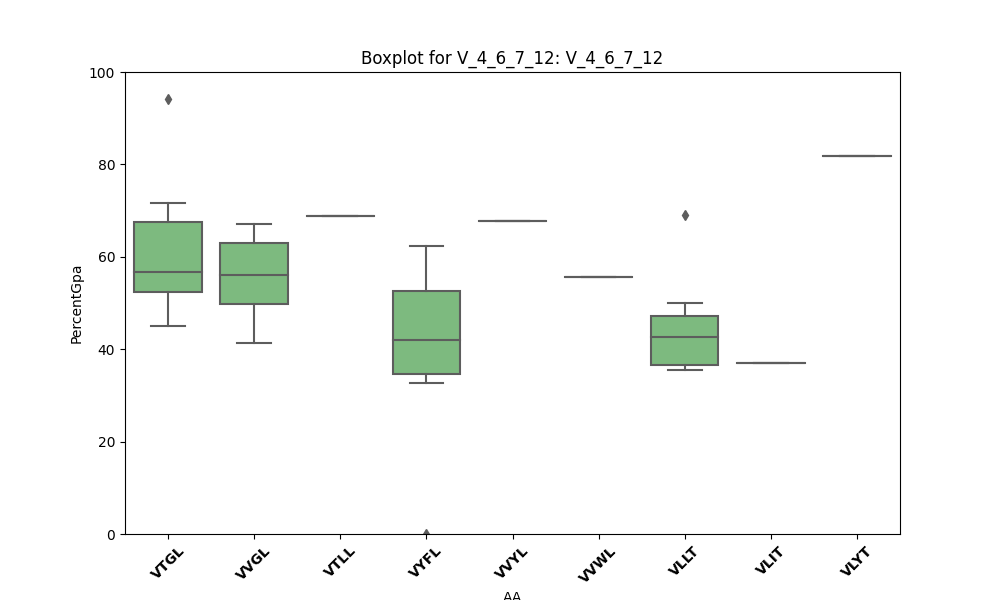 Boxplot for V_4_6_7_12: V_4_6_7_12
PercentGpa
100
80
60
40
20
0
VTGL
VVGL
VTLL
VYFL
VVYL
VVWL
VLLT
VLIT
VLYT
AA